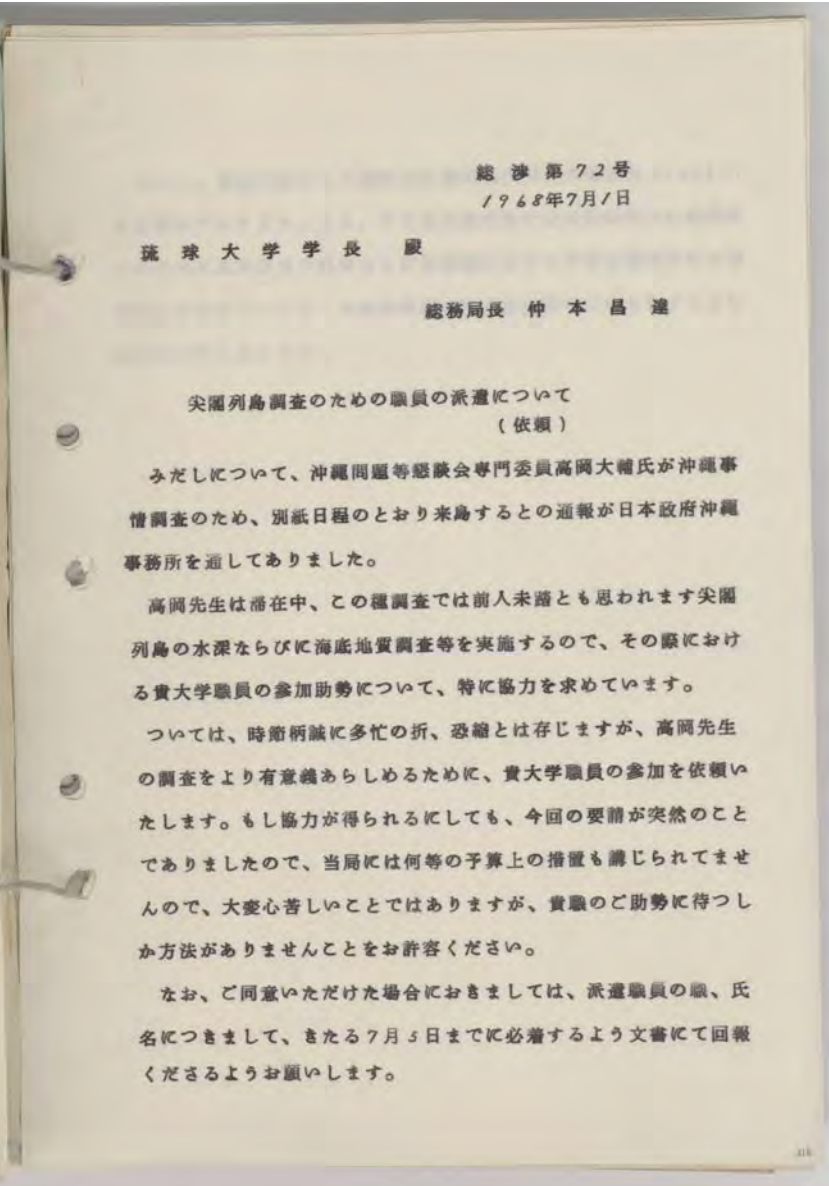 総渉第72号
1968年7月1日
琉球大学学長 殿
総務局長 仲本昌達
尖閣列島調査のための職員の派遣について
(依頼)
みだしについて、沖縄問題等懇談会専門委員高岡大輔氏が沖縄事
情調査のため、別紙日程のとおり来島するとの通報が日本政府沖縄
事務所を通してありました。
高岡先生は滞在中、この種調査では前人未踏とも思われます尖閣
列島の水深ならびに海底地質調査等を実施するので、その際におけ
る貴大学職員の参加助勢について、特に協力を求めています。
ついては、時節柄誠に多忙の折、恐縮とは存じますが、高岡先生
の調査をより有意義あらしめるために、貴大学職員の参加を依頼い
たします。もし協力が得られるにしても、今回の要請が突然のこと
でありましたので、当局には何等の予算上の措置も講じられてませ
んので、大変心苦しいことではありますが、貴職のご助勢に待つし
か方法がありませんことをお許容ください。
なお、ご同意いただけた場合におきましては、派遣職員の職、氏
名につきまして、きたる7月5日までに必着するよう文書にて回報
くださるようお願いします。